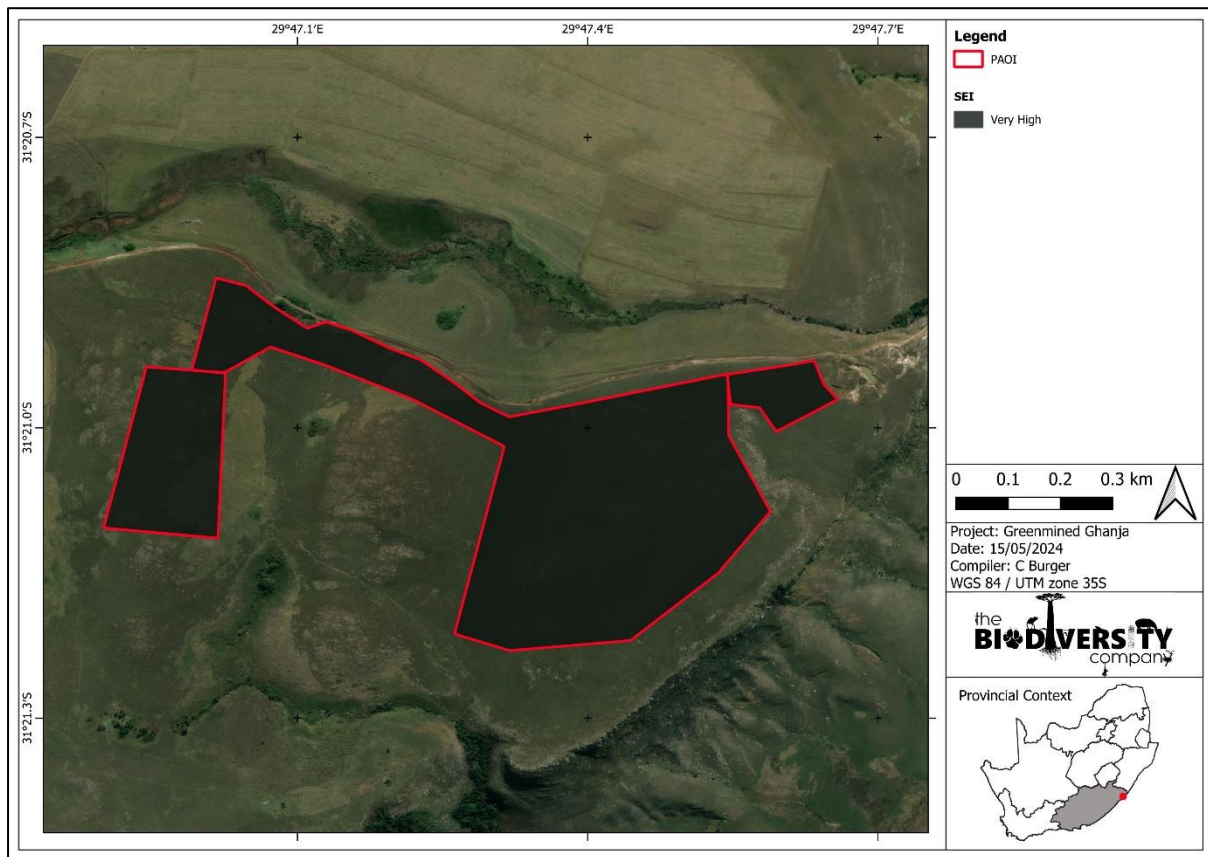 29°47.1′E
29°47.4′E
29°47.7′E
31°20.7′S
31°21.0′S
31°21.3′S
Legend
PAOI
SEI
Very High
0 0.1 0.2 0.3 km
Project: Greenmined Ghanja
Date: 15/05/2024
Compiler: C Burger
WGS 84 / UTM zone 35S
the
BIODIVERSITY
company
Provincial Context